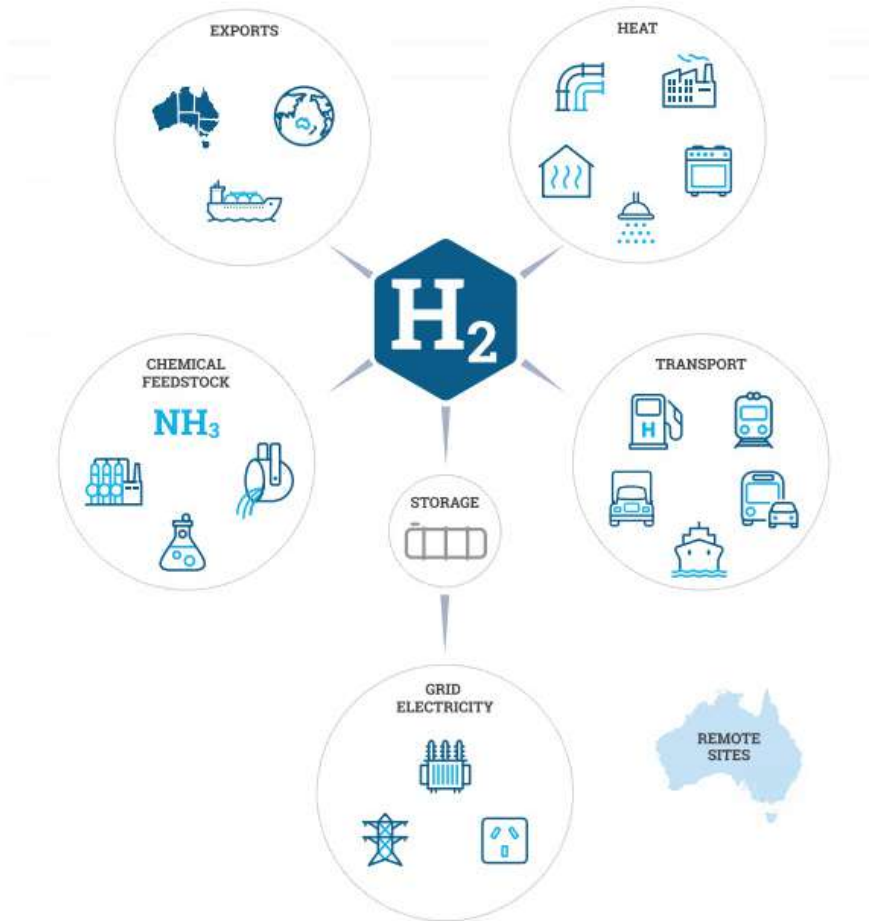 EXPORTS
HEAT
H2
CHEMICAL
FEEDSTOCK
NH3
TRANSPORT
H
STORAGE
GRID
ELECTRICITY
REMOTE
SITES